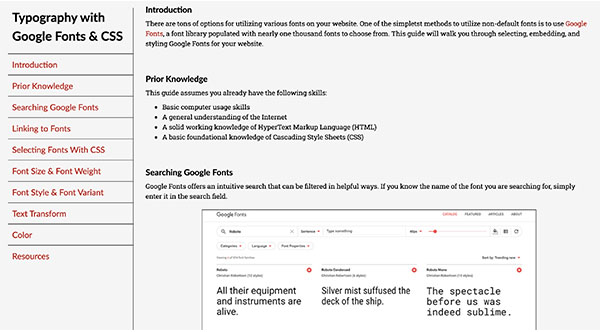 Typography with
Google Fonts & CSS
Introduction
Prior Knowledge
Searching Google Fonts
Linking to Fonts
Selecting Fonts With CSS
Font Size & Font Weight
Font Style & Font Variant
Text Transform
Color
Resources
Introduction
There are tons of options for utilizing various fonts on your website. One of the simpletst methods to utilize non-default fonts is to use Google
Fonts, a font library populated with nearly one thousand fonts to choose from. This guide will walk you through selecting, embedding, and
styling Google Fonts for your website.
Prior Knowledge
This guide assumes you already have the following skills:
Basic computer usage skills
A general understanding of the Internet
A solid working knowledge of HyperText Markup Language (HTML)
A basic foundational knowledge of Cascading Style Sheets (CSS)
Searching Google Fonts
Google Fonts offers an intuitive search that can be filtered in helpful ways. If you know the name of the font you are searching for, simply
enter it in the search field.
Google Fonts CATALOG FEATURED ARTICLES ABOUT
Roboto Sentence Type something 40px
Categories Language Font Properties
Sort by: Trending
Roboto Roboto Condensed Roboto Mono
Christian Robertson (12 styles) Christian Robertson (6 styles) Christian Robertson
All their equipment
and instruments are
alive.
Silver mist suffused the
deck of the ship.
The spectacle
before us was
indeed sublime.